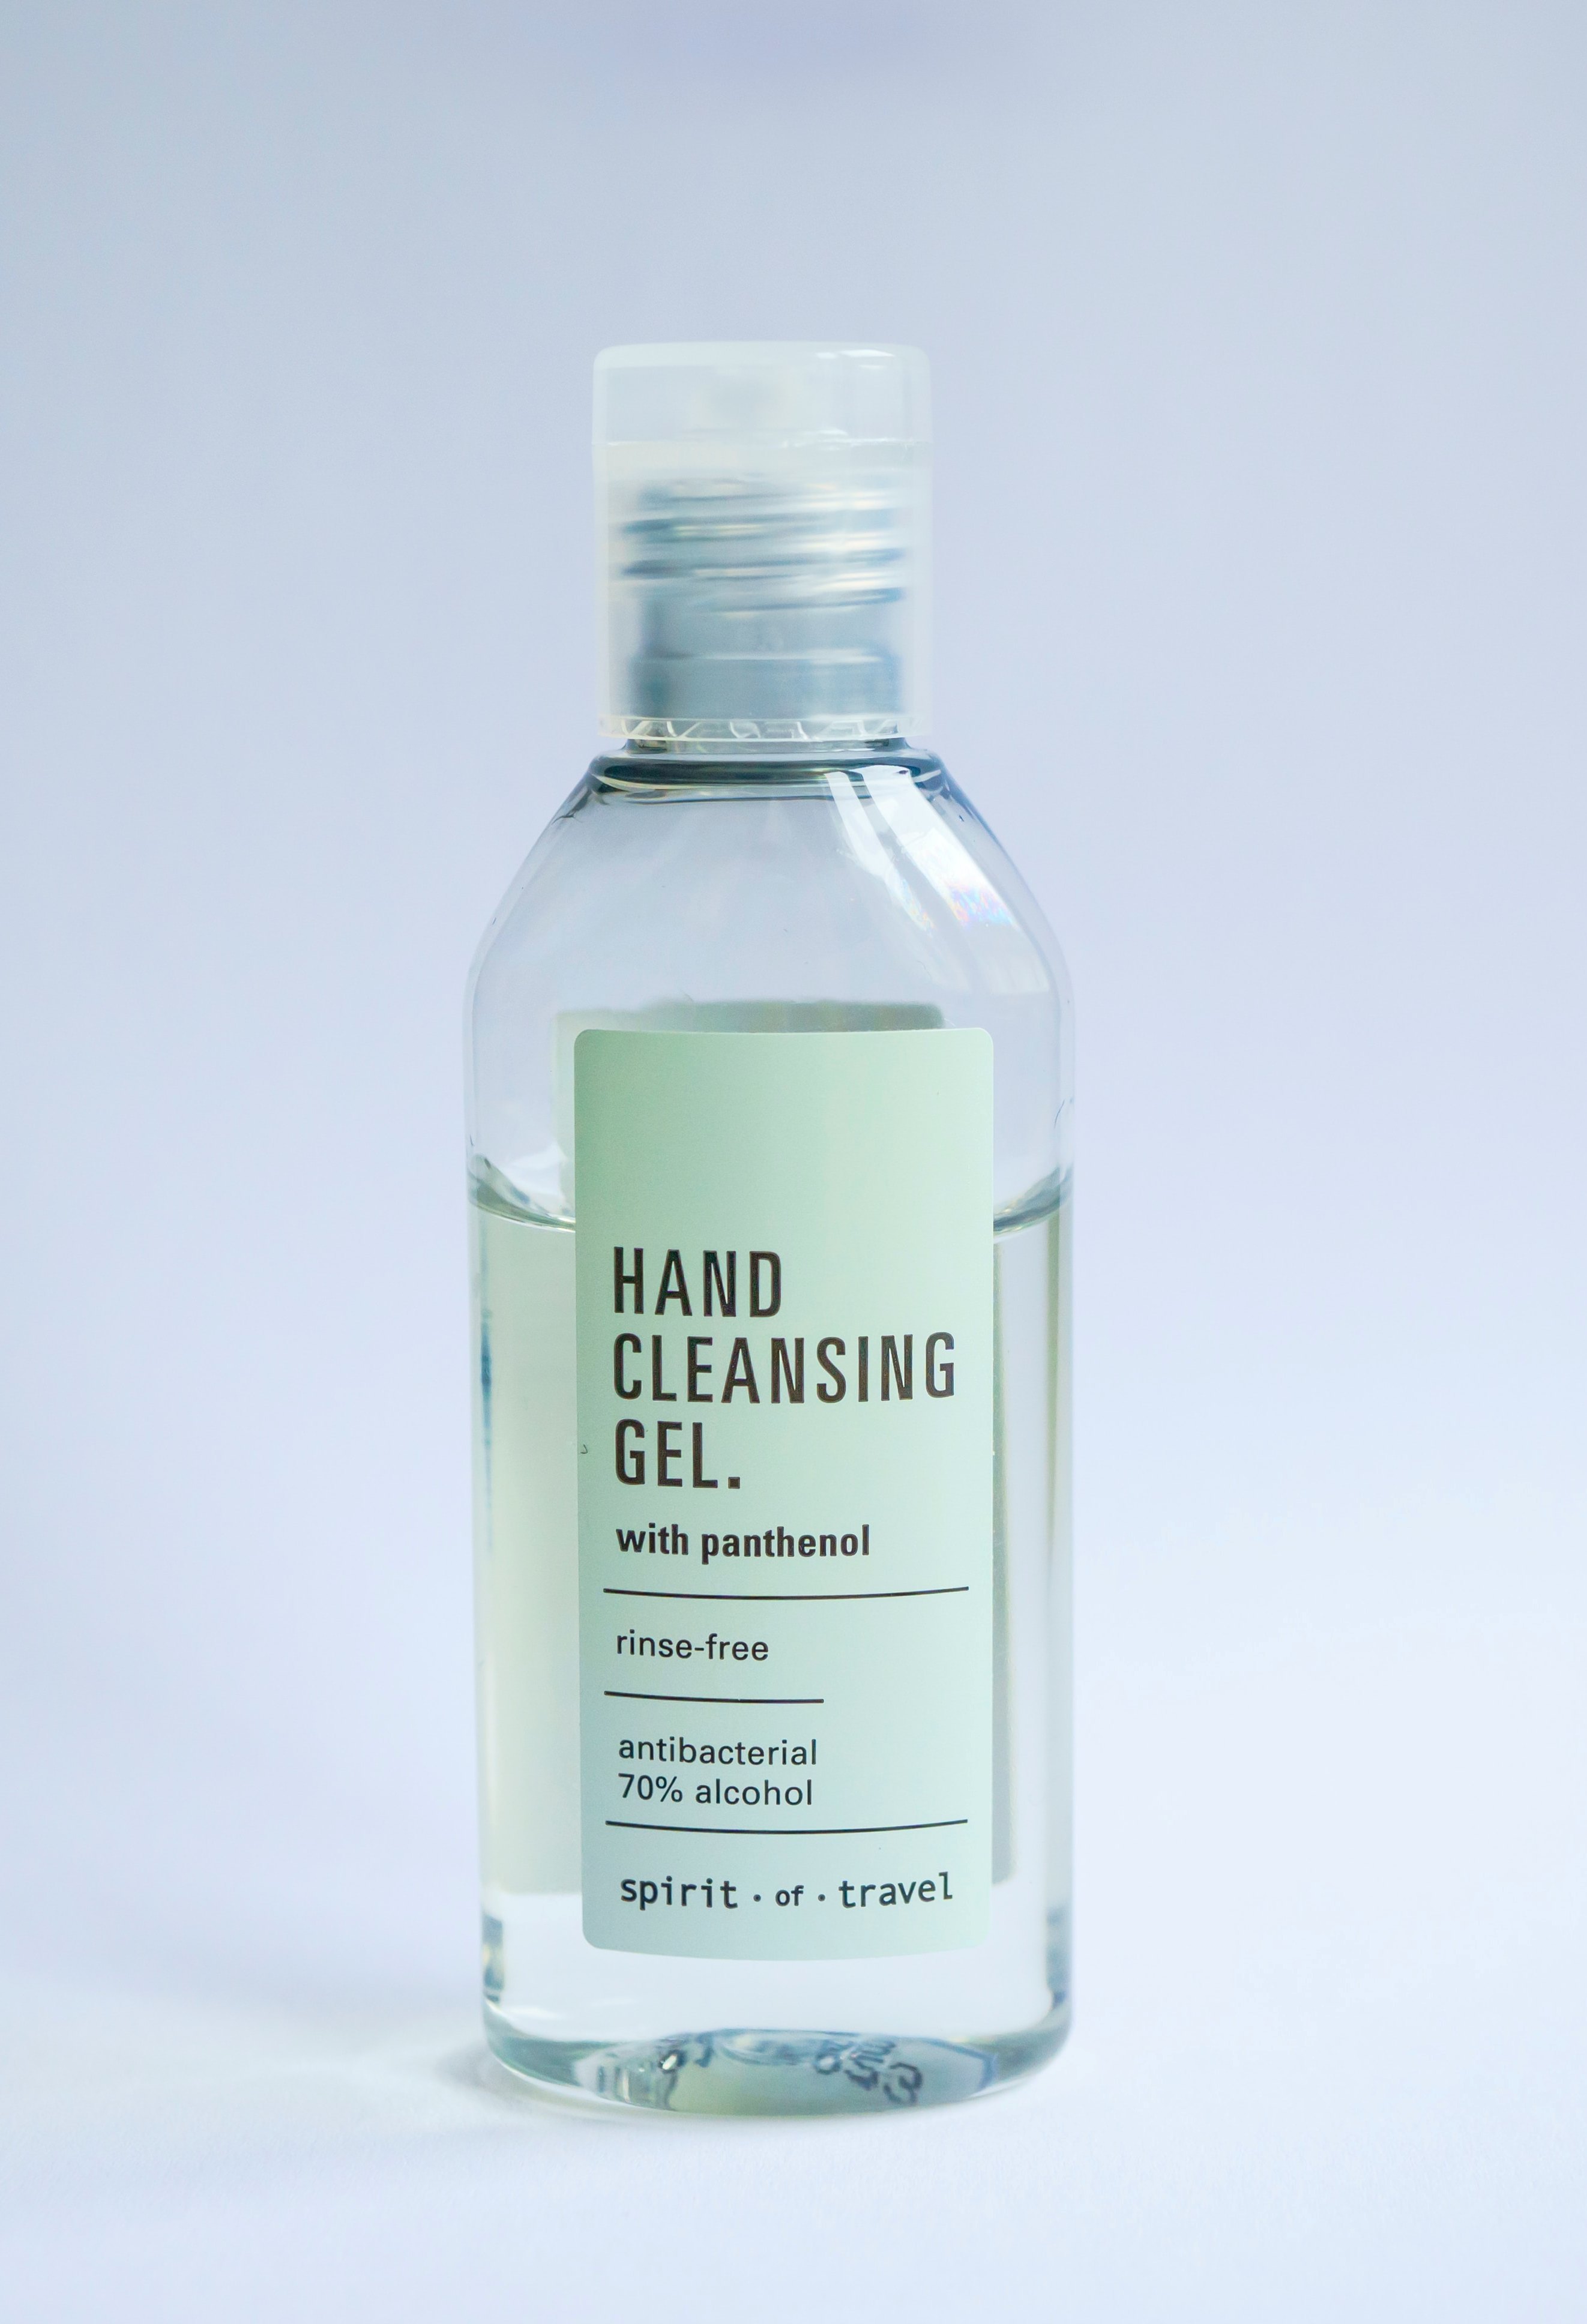 HAND
CLEANSING
GEL.
with panthenol
rinse-free
antibacterial
70% alcohol
spirit · of · travel